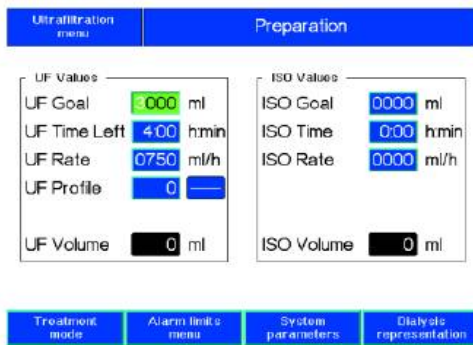 Ultrafiltration menu
Preparation
UF Values
UF Goal 3000 ml
UF Time Left 4:00 h:min
UF Rate 0750 ml/h
UF Profile 0
UF Volume 0 ml
ISO Values
ISO Goal 0000 ml
ISO Time 0:00 h:min
ISO Rate 0000 ml/h
ISO Volume 0 ml
Treatment mode
Alarm limits menu
System parameters
Dialysis representation